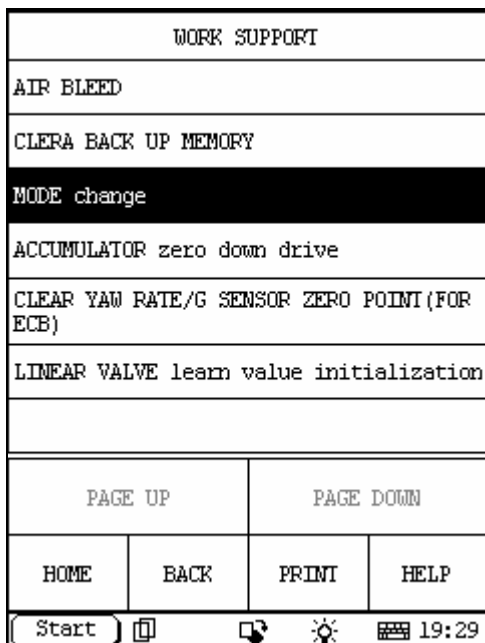 WORK SUPPORT
AIR BLEED
CLERA BACK UP MEMORY
MODE change
ACCUMULATOR zero down drive
CLEAR YAW RATE/G SENSOR ZERO POINT(FOR
ECB)
LINEAR VALVE learn value initialization
PAGE UP PAGE DOWN
HOME BACK PRINT HELP
Start 19:29